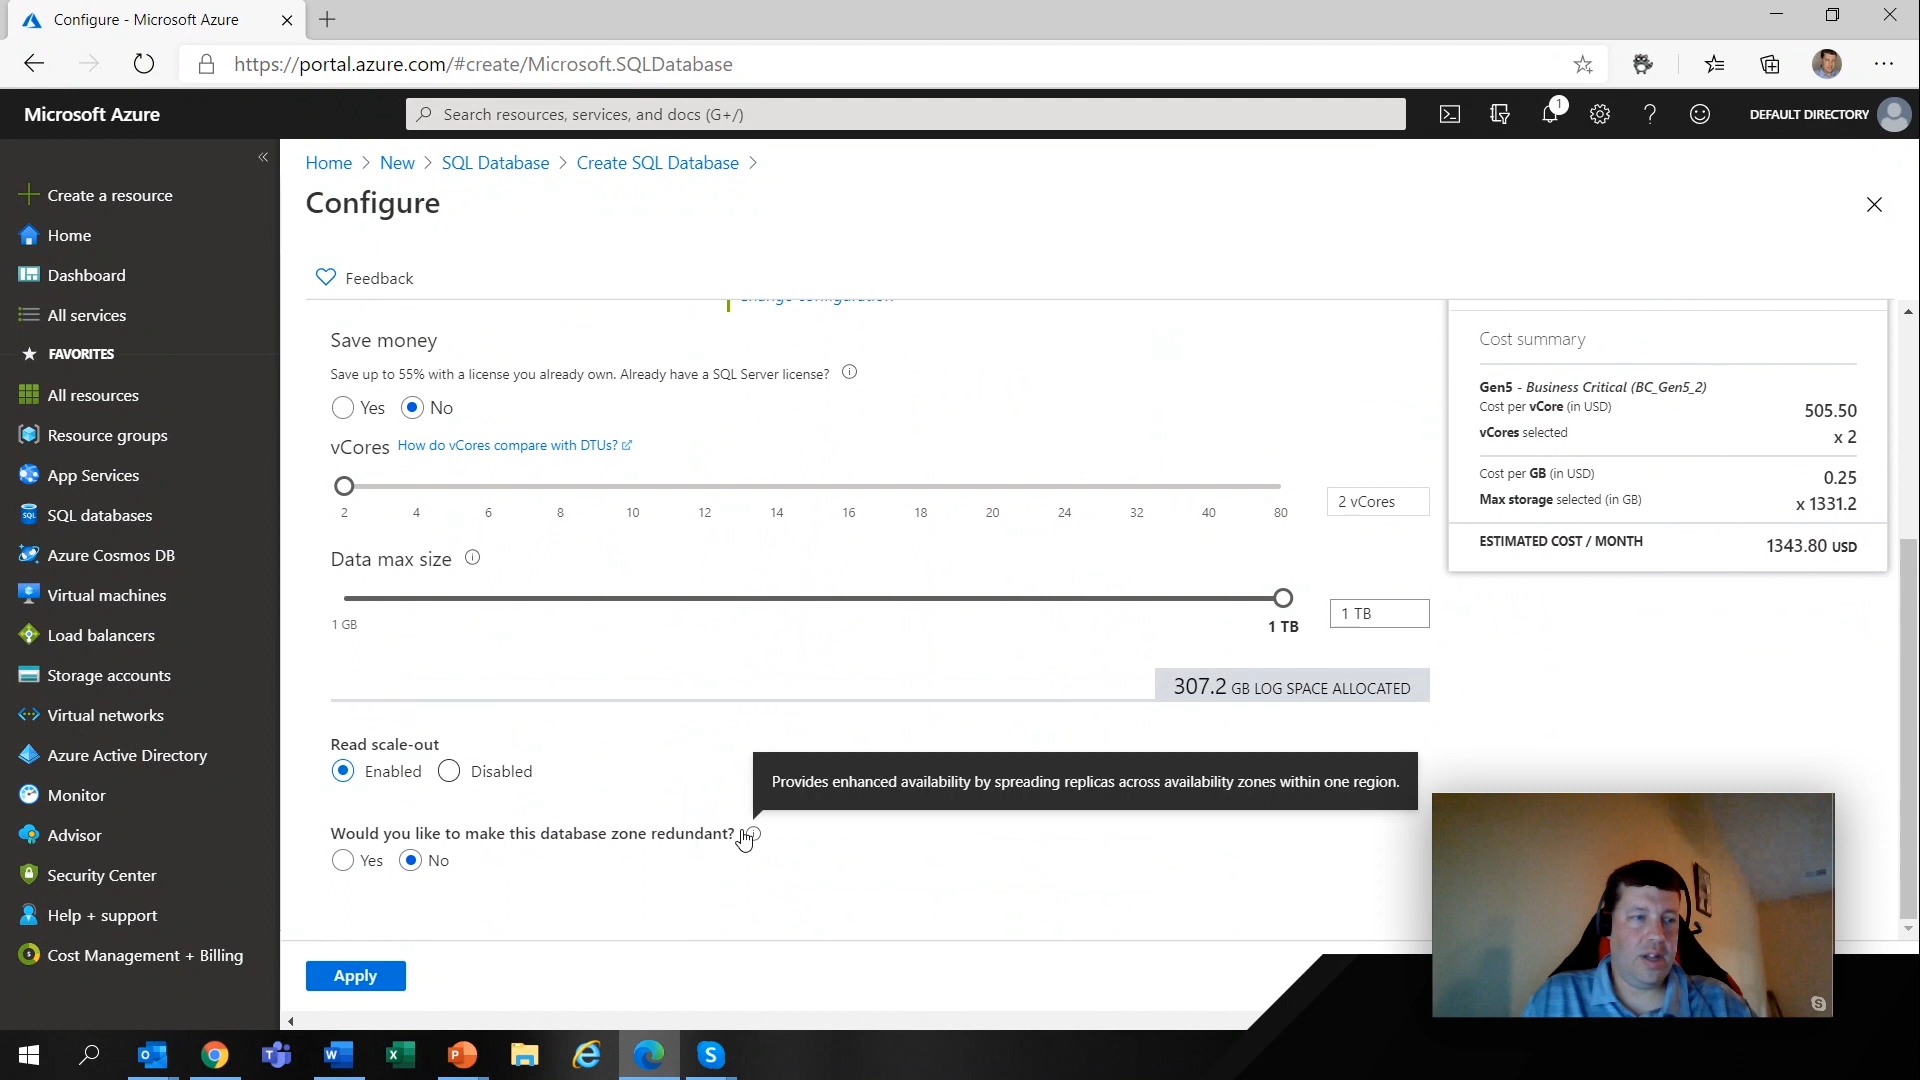 Configure - Microsoft Azure
https://portal.azure.com/#create/Microsoft.SQLDatabase
Microsoft Azure
Search resources, services, and docs (G+/)
1
DEFAULT DIRECTORY
Create a resource
Home
Dashboard
All services
FAVORITES
All resources
Resource groups
App Services
SQL databases
Azure Cosmos DB
Virtual machines
Load balancers
Storage accounts
Virtual networks
Azure Active Directory
Monitor
Advisor
Security Center
Help + support
Cost Management + Billing
Home > New > SQL Database > Create SQL Database >
Configure
Feedback
Save money
Save up to 55% with a license you already own. Already have a SQL Server license?
Yes No
vCores How do vCores compare with DTUs?
2 4 6 8 10 12 14 16 18 20 24 32 40 80
2 vCores
Data max size
1 GB
1 TB
1 TB
307.2 GB LOG SPACE ALLOCATED
Read scale-out
Enabled Disabled
Provides enhanced availability by spreading replicas across availability zones within one region.
Would you like to make this database zone redundant?
Yes No
Apply
Cost summary
Gen5 - Business Critical (BC_Gen5_2)
Cost per vCore (in USD) 505.50
vCores selected x 2
Cost per GB (in USD) 0.25
Max storage selected (in GB) x 1331.2
ESTIMATED COST / MONTH 1343.80 USD